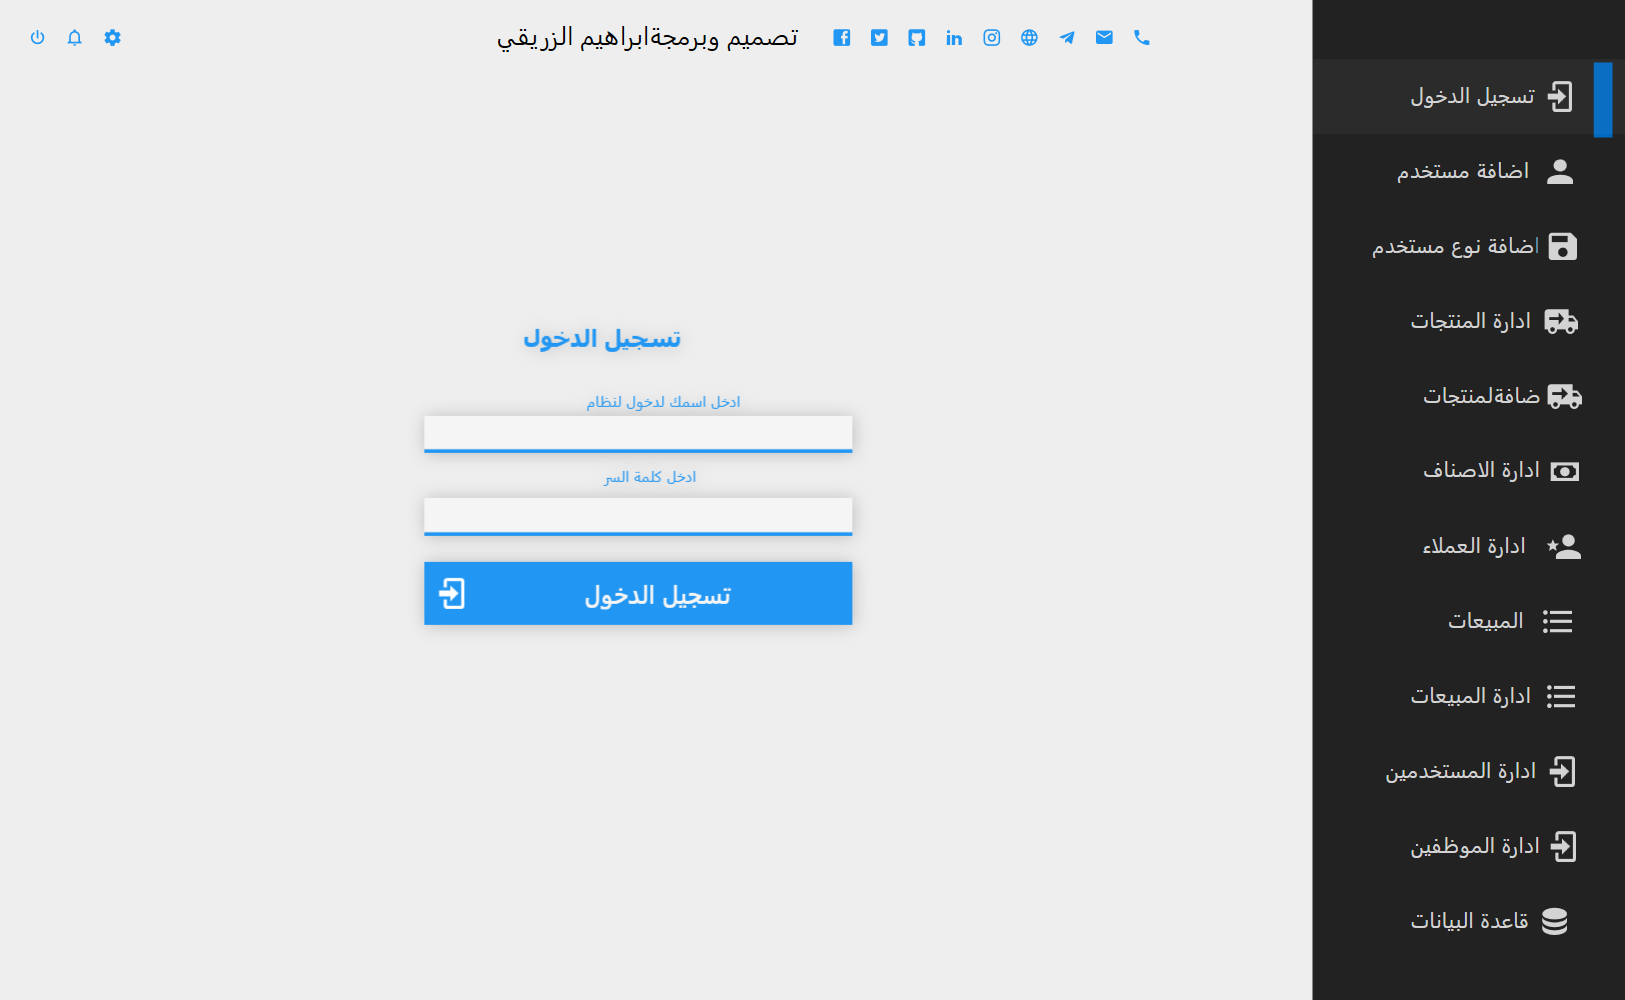 تصميم وبرمجةابراهيم الزريقي
تسجيل الدخول
اضافة مستخدم
اضافة نوع مستخدم
ادارة المنتجات
ضافةلمنتجات
ادارة الاصناف
ادارة العملاء
المبيعات
ادارة المبيعات
ادارة المستخدمين
ادارة الموظفين
قاعدة البيانات
تسجيل الدخول
ادخل اسمك لدخول لنظام
ادخل كلمة السر
تسجيل الدخول